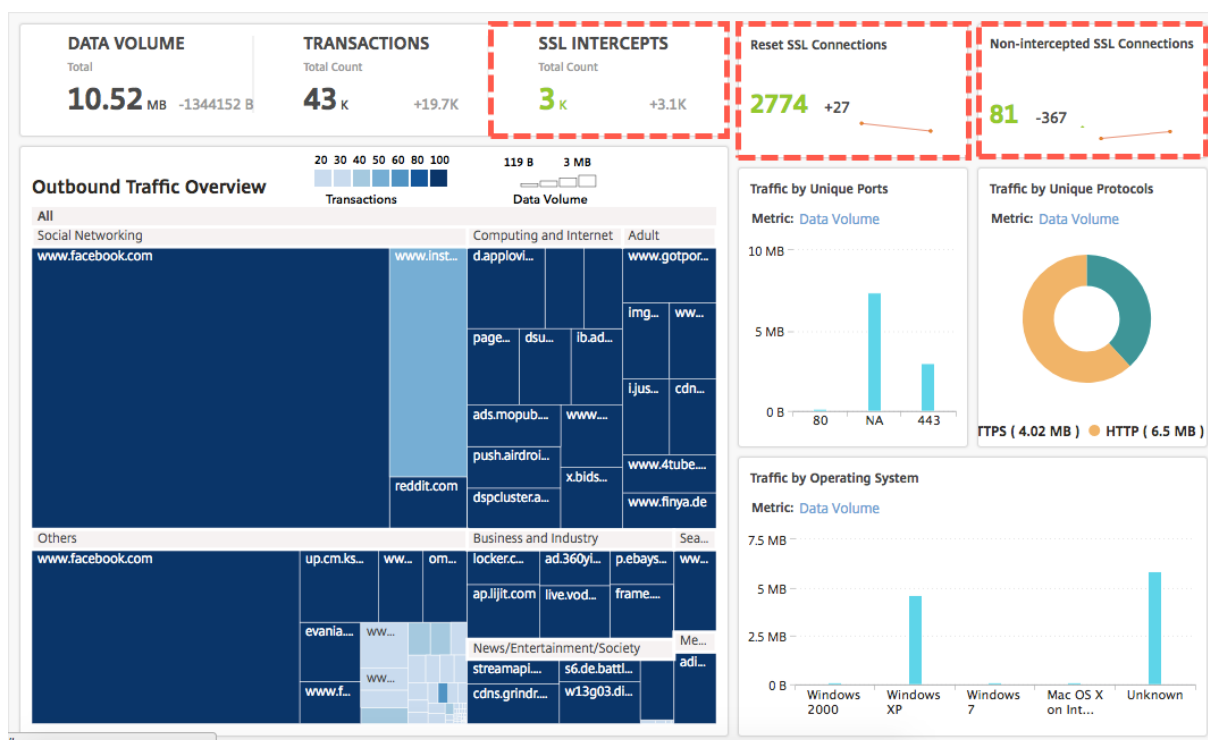 DATA VOLUME
Total
10.52 MB -1344152 B
TRANSACTIONS
Total Count
43 K +19.7K
SSL INTERCEPTS
Total Count
3 K +3.1K
Reset SSL Connections
2774 +27
Non-intercepted SSL Connections
81 -367
Outbound Traffic Overview
20 30 40 50 60 80 100
Transactions
119 B 3 MB
Data Volume
All
Social Networking
www.facebook.com
www.inst...
reddit.com
Computing and Internet
d.applovi...
page... dsu... ib.ad...
ads.mopub... www....
push.airdroi...
x.bids...
dspcluster.a...
Adult
www.gotpor...
img... ww...
i.jus... cdn...
www.4tube....
www.finya.de
Others
www.facebook.com
up.cm.ks... ww... om...
evania.... ww...
ww...
www.f...
Business and Industry
locker.c... ad.360yi... p.ebays...
ap.lijit.com live.vod... frame....
Sea...
ww...
News/Entertainment/Society
streamapi.... s6.de.battl...
cdns.grindr.... w13g03.di...
Me...
adi...
Traffic by Unique Ports
Metric: Data Volume
10 MB
5 MB
0 B
80 NA 443
Traffic by Unique Protocols
Metric: Data Volume
TTPS ( 4.02 MB ) HTTP ( 6.5 MB )
Traffic by Operating System
Metric: Data Volume
7.5 MB
5 MB
2.5 MB
0 B
Windows 2000
Windows XP
Windows 7
Mac OS X on Int...
Unknown